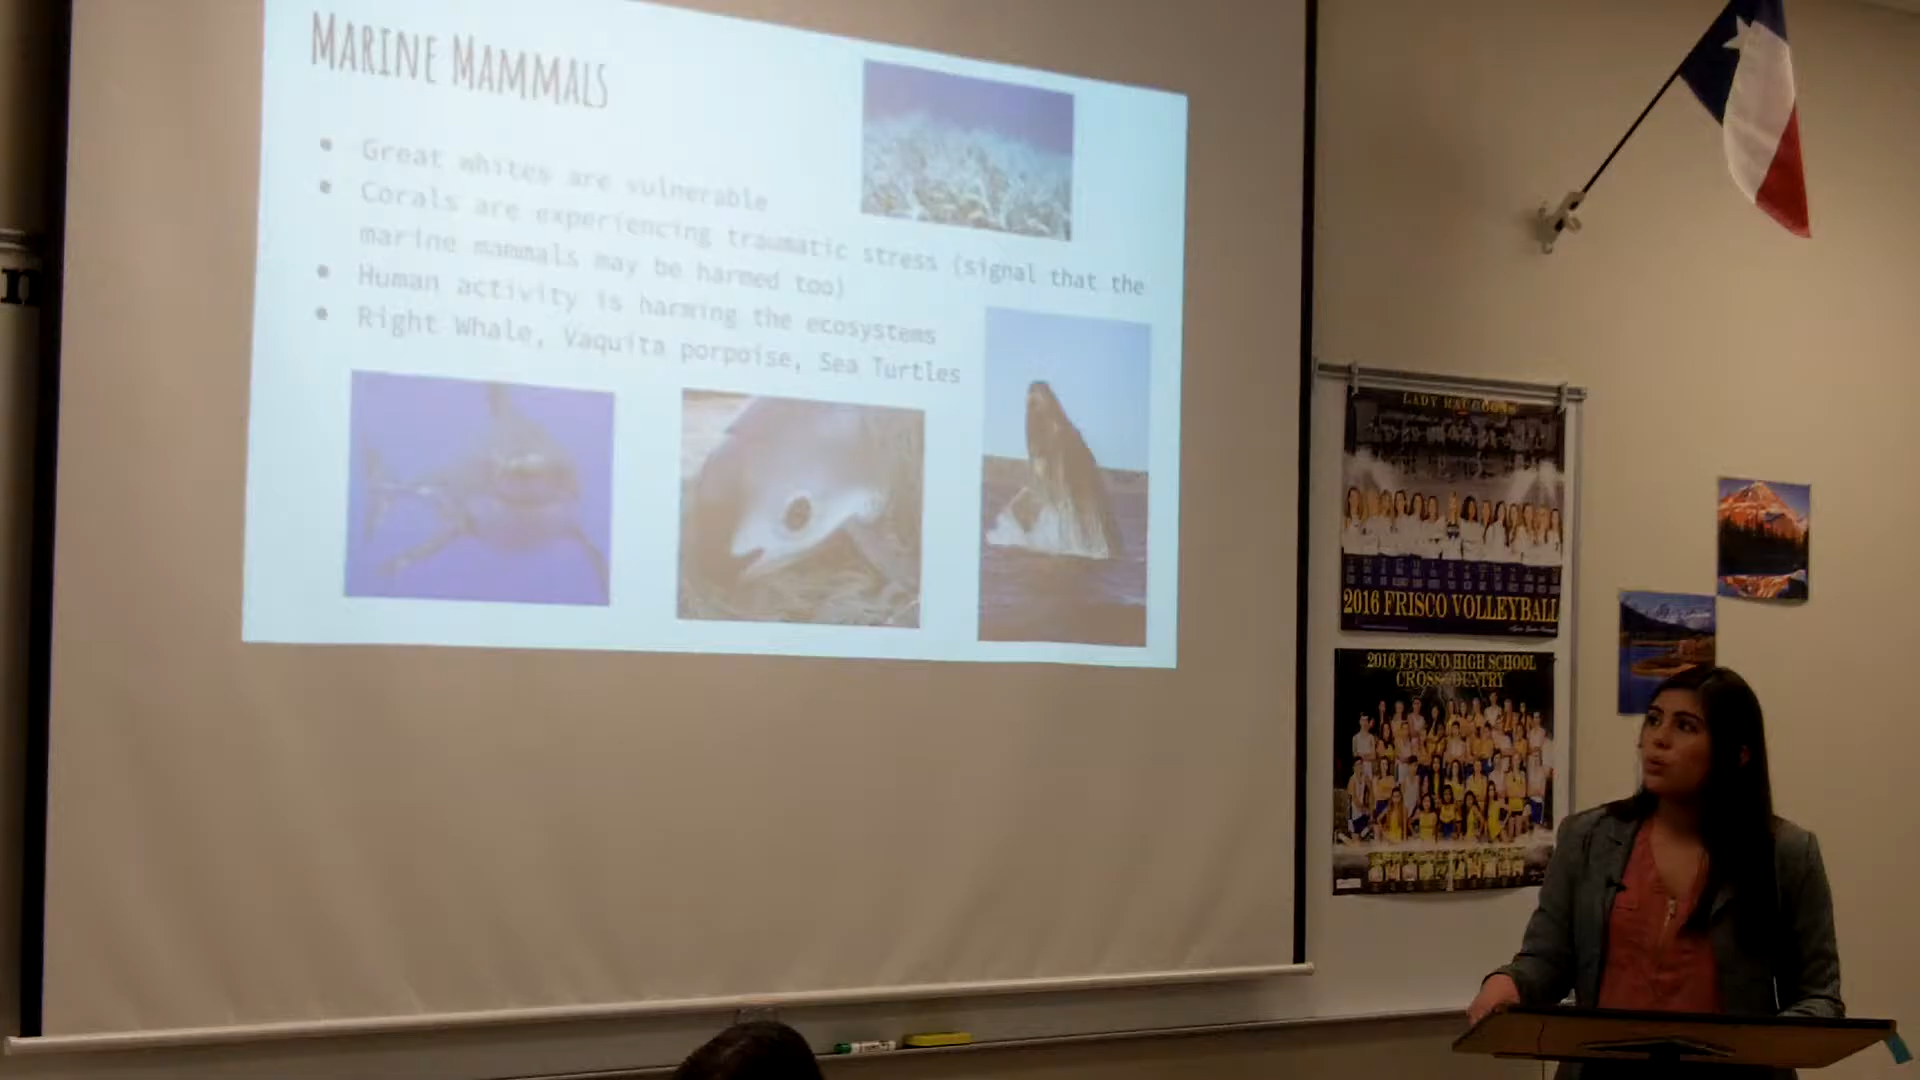 MARINE MAMMALS
• Great whites are vulnerable
• Corals are experiencing traumatic stress (signal that the
marine mammals may be harmed too)
• Human activity is harming the ecosystems
• Right Whale, Vaquita porpoise, Sea Turtles
LADY RACCOONS
2016 FRISCO VOLLEYBALL
2016 FRISCO HIGH SCHOOL
CROSS COUNTRY